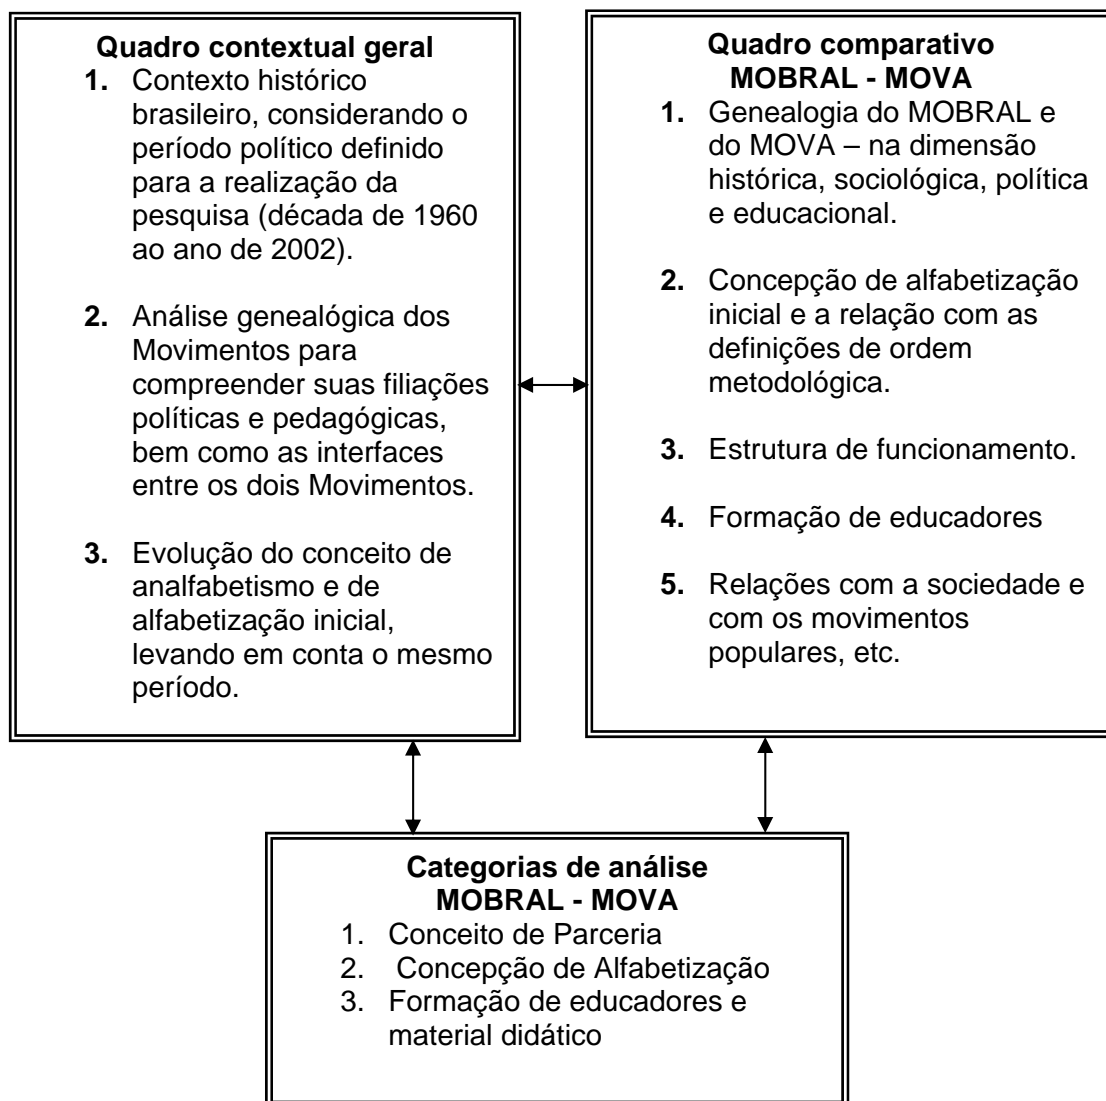 Quadro contextual geral
1. Contexto histórico
brasileiro, considerando o
período político definido
para a realização da
pesquisa (década de 1960
ao ano de 2002).
2. Análise genealógica dos
Movimentos para
compreender suas filiações
políticas e pedagógicas,
bem como as interfaces
entre os dois Movimentos.
3. Evolução do conceito de
analfabetismo e de
alfabetização inicial,
levando em conta o mesmo
período.
Quadro comparativo
MOBRAL - MOVA
1. Genealogia do MOBRAL e
do MOVA – na dimensão
histórica, sociológica, política
e educacional.
2. Concepção de alfabetização
inicial e a relação com as
definições de ordem
metodológica.
3. Estrutura de funcionamento.
4. Formação de educadores
5. Relações com a sociedade e
com os movimentos
populares, etc.
Categorias de análise
MOBRAL - MOVA
1. Conceito de Parceria
2. Concepção de Alfabetização
3. Formação de educadores e
material didático